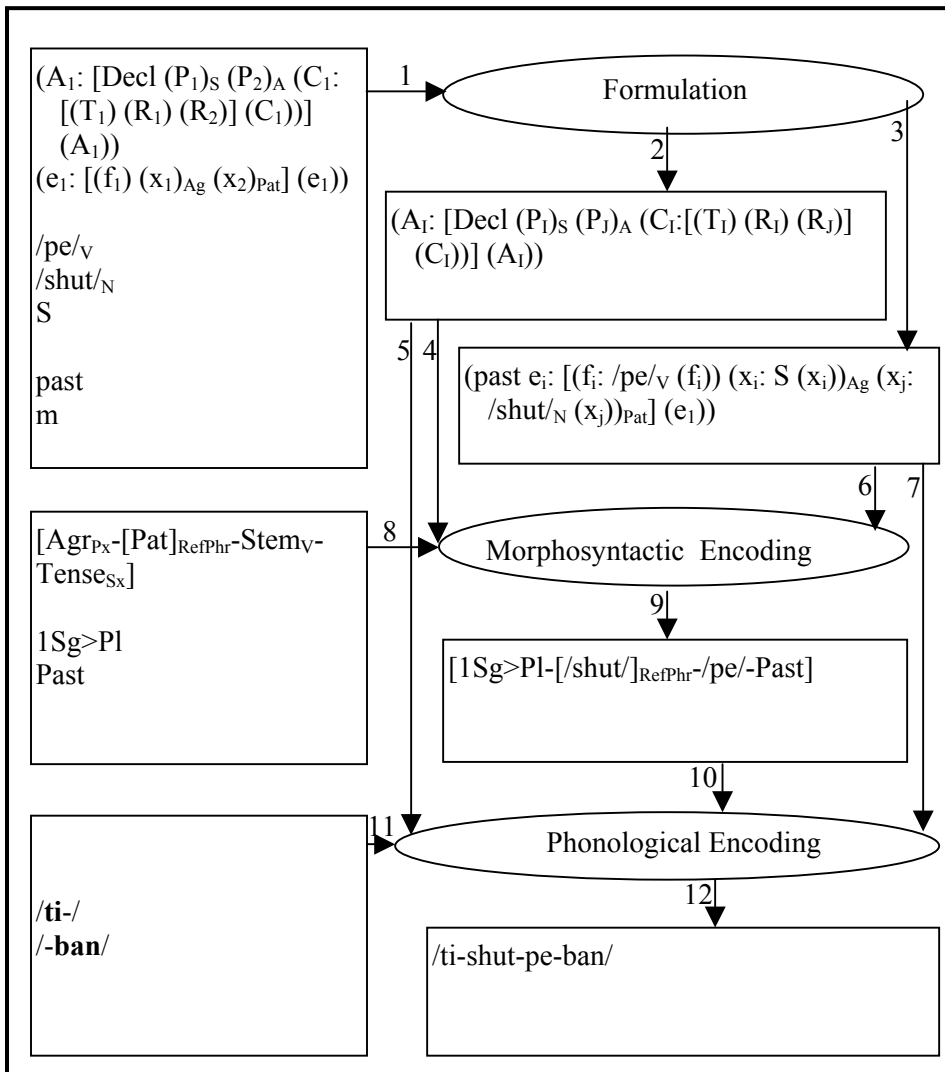 (A₁: [Decl (P₁)S (P₂)A (C₁:
[(T₁) (R₁) (R₂)] (C₁))]
(A₁))
(e₁: [(f₁) (x₁)Ag (x₂)Pat] (e₁))
/pe/V
/shut/N
S
past
m
1
Formulation
2
3
(AI: [Decl (PI)S (PJ)A (CI:[(TI) (RI) (RJ)]
(CI))] (AI))
5
4
(past ei: [(fi: /pe/V (fi)) (xi: S (xi))Ag (xj:
/shut/N (xj))Pat] (e₁))
6
7
[AgrPx-[Pat]RefPhr-StemV-
TenseSx]
1Sg>Pl
Past
8
Morphosyntactic Encoding
9
[1Sg>Pl-[/shut/]RefPhr-/pe/-Past]
10
/ti-/
/-ban/
11
Phonological Encoding
12
/ti-shut-pe-ban/